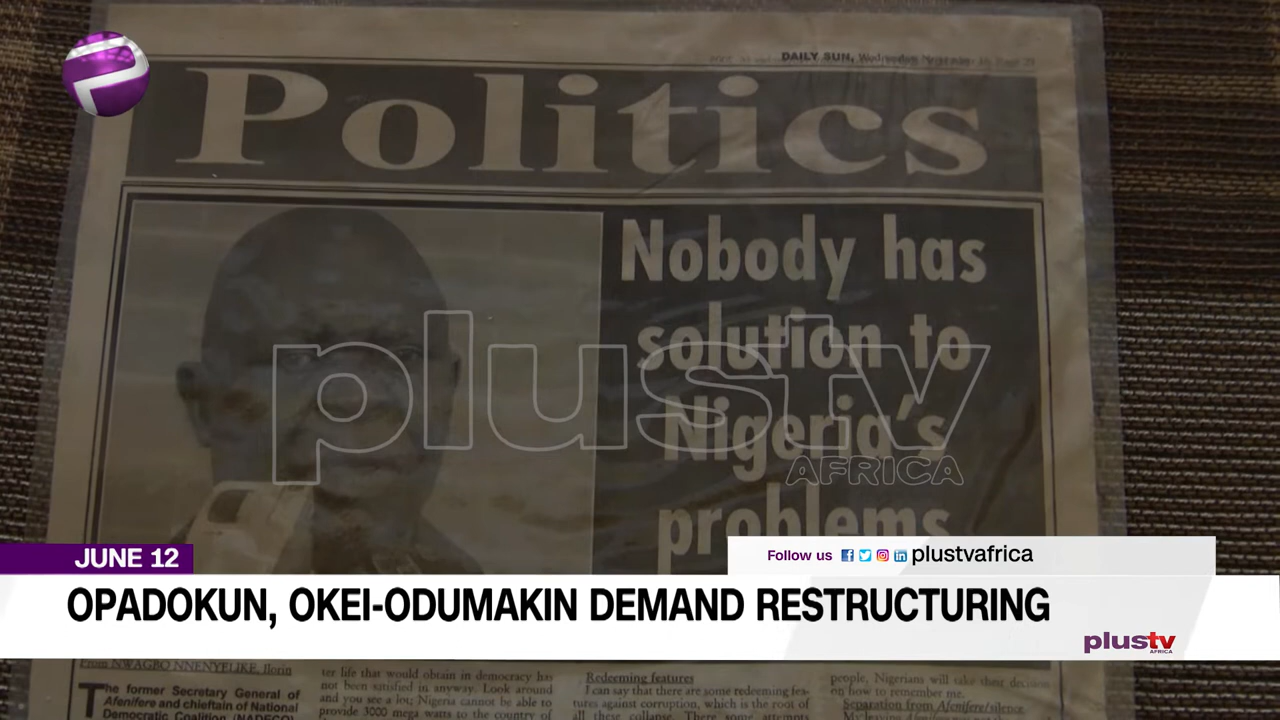 DAILY SUN, Wednesday
Politics
Nobody has
solution to
Nigeria's
problems
plustv
AFRICA
JUNE 12
Follow us plustvafrica
OPADOKUN, OKEI-ODUMAKIN DEMAND RESTRUCTURING
plustv
AFRICA
From NWAGBO NNENYELIKE, Ilorin
The former Secretary General of
Afenifere and chieftain of National
Democratic Coalition (NADECO)
ter life that would obtain in democracy has
not been satisfied in anyway. Look around
and you see a lot; Nigeria cannot be able to
provide 3000 mega watts to the country of
Redeeming features
I can say that there are some redeeming fea-
tures against corruption, which is the root of
all these collapse. There some attempts
people, Nigerians will take their decision
on how to remember me.
Separation from Afenifere/silence
My leaving Afenifere